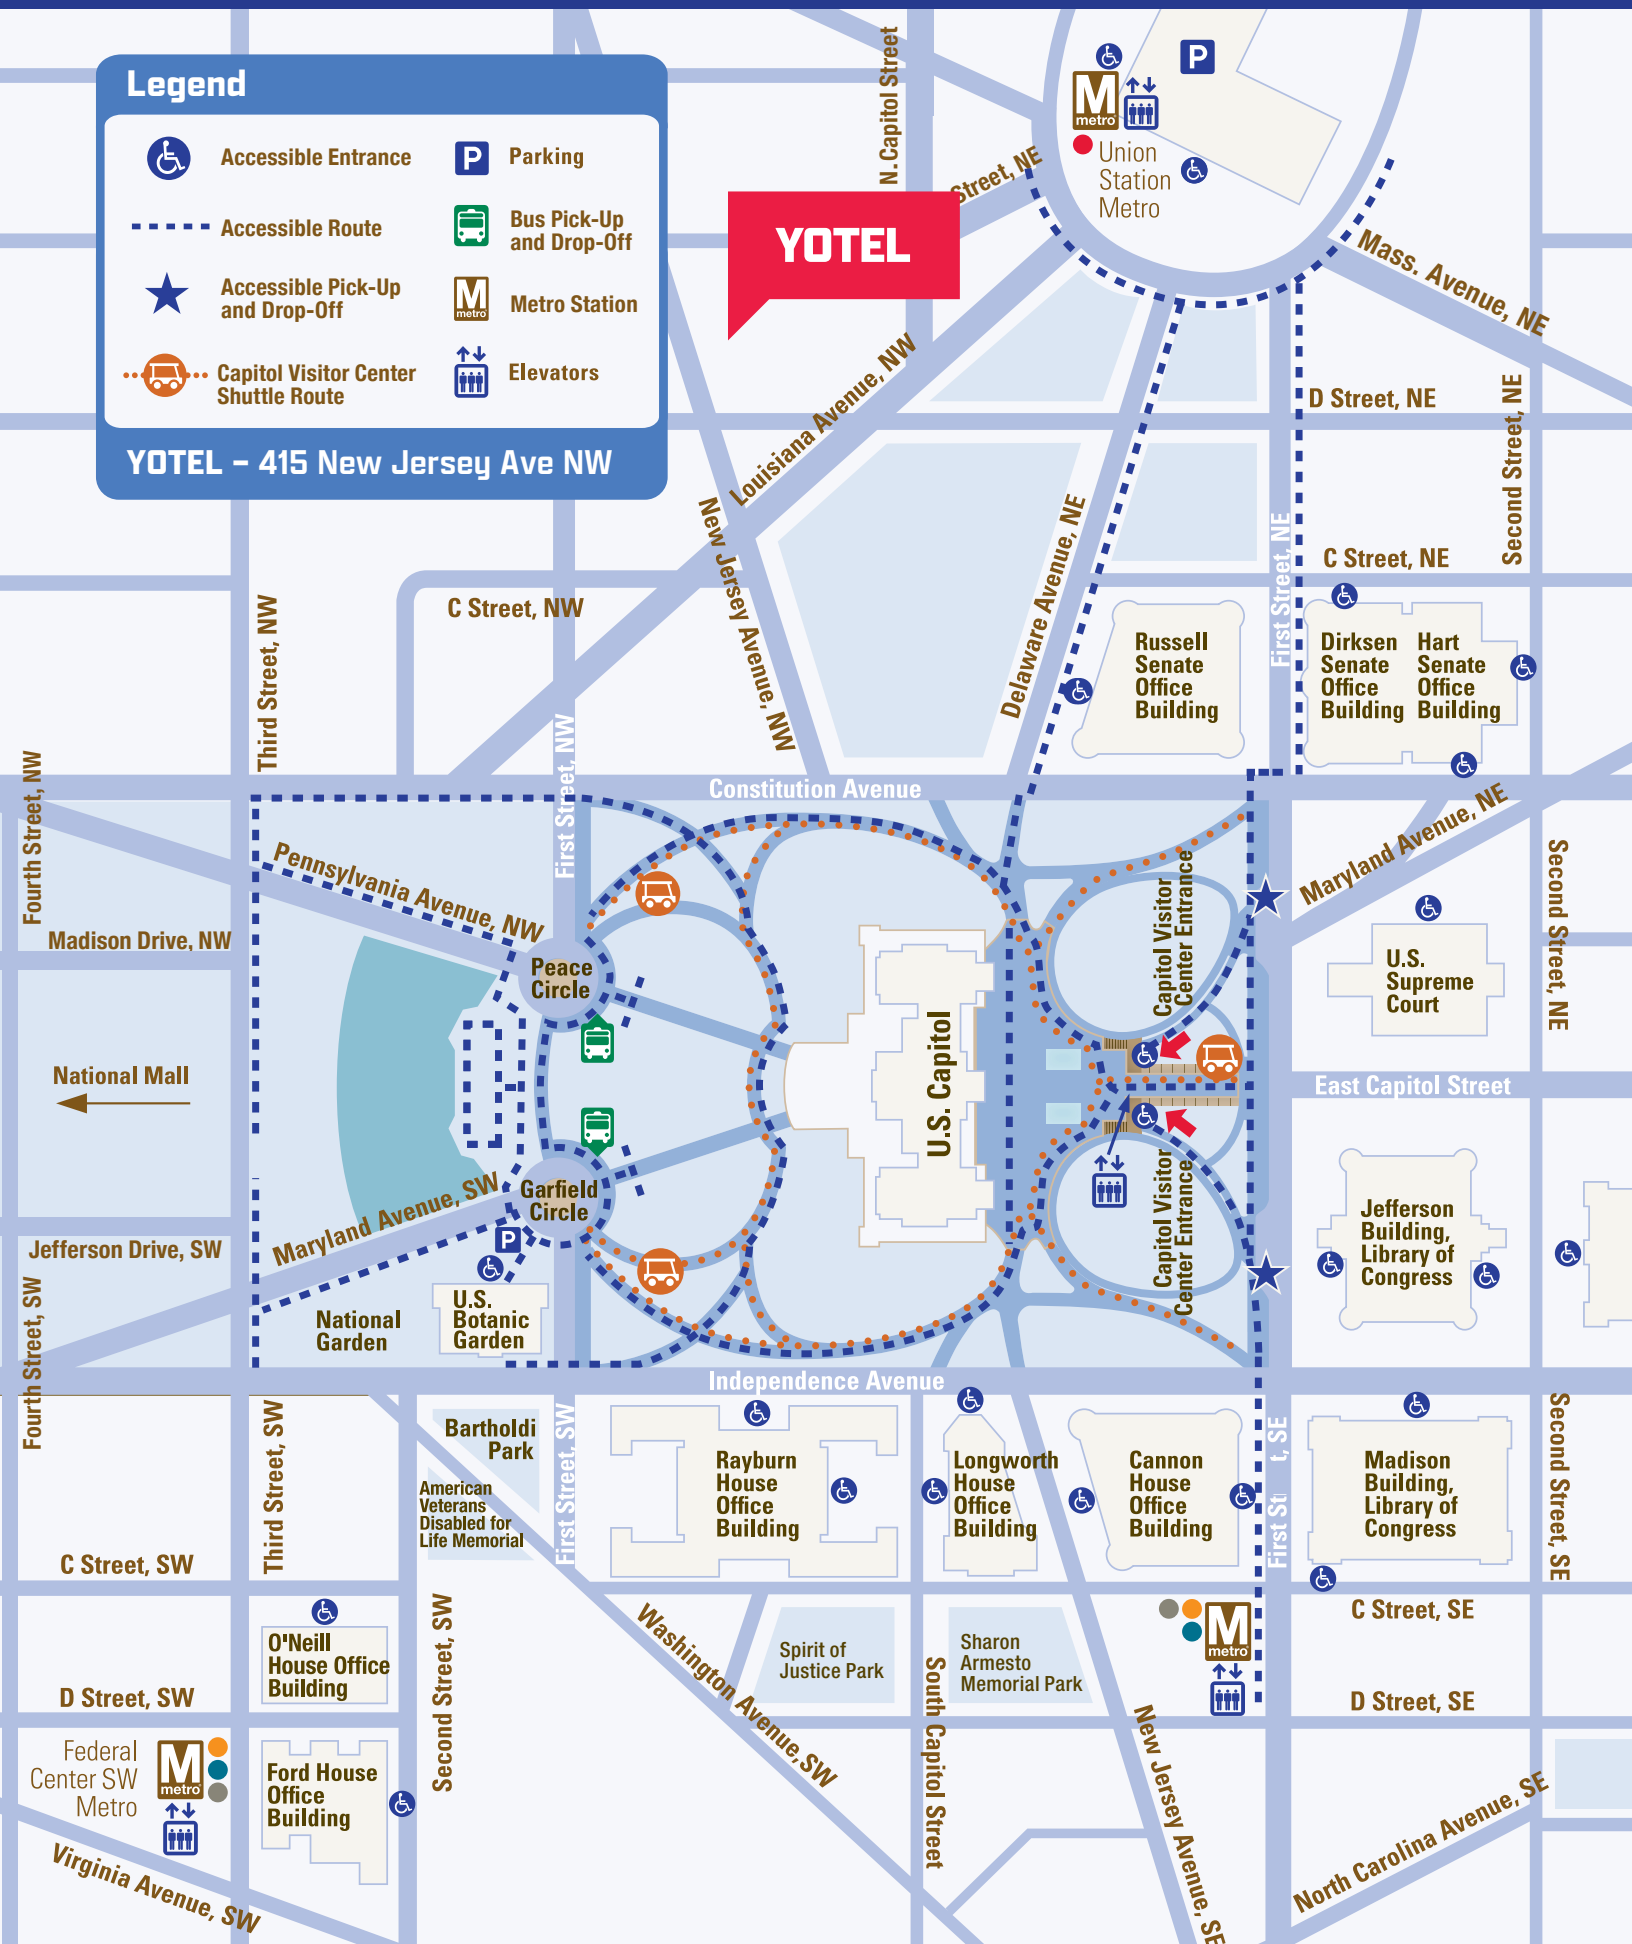 Legend
Accessible Entrance
Accessible Route
Accessible Pick-Up
and Drop-Off
Capitol Visitor Center
Shuttle Route
P
Parking
Bus Pick-Up
and Drop-Off
M
metro
Metro Station
Elevators
YOTEL – 415 New Jersey Ave NW
N.Capitol Street
Street, NE
YOTEL
P
M
metro
Union
Station
Metro
Mass. Avenue, NE
Louisiana Avenue, NW
D Street, NE
Second Street, NE
New Jersey Avenue, NW
Delaware Avenue, NE
First Street, NE
C Street, NE
C Street, NW
Third Street, NW
Russell
Senate
Office
Building
Dirksen
Senate
Office
Building
Hart
Senate
Office
Building
First Street, NW
Fourth Street, NW
Constitution Avenue
Maryland Avenue, NE
Pennsylvania Avenue, NW
Madison Drive, NW
Peace
Circle
Capitol Visitor
Center Entrance
U.S.
Supreme
Court
Second Street, NE
National Mall
U.S. Capitol
East Capitol Street
Garfield
Circle
Maryland Avenue, SW
P
Jefferson Drive, SW
Capitol Visitor
Center Entrance
Jefferson
Building,
Library of
Congress
National
Garden
U.S.
Botanic
Garden
Fourth Street, SW
Independence Avenue
Third Street, SW
Bartholdi
Park
American
Veterans
Disabled for
Life Memorial
First Street, SW
Rayburn
House
Office
Building
Longworth
House
Office
Building
Cannon
House
Office
Building
First St t, SE
Madison
Building,
Library of
Congress
Second Street, SE
C Street, SW
C Street, SE
O'Neill
House Office
Building
Second Street, SW
Washington Avenue, SW
Spirit of
Justice Park
Sharon
Armesto
Memorial Park
M
metro
D Street, SW
D Street, SE
South Capitol Street
New Jersey Avenue, SE
Federal
Center SW
Metro
M
metro
Ford House
Office
Building
Virginia Avenue, SW
North Carolina Avenue, SE